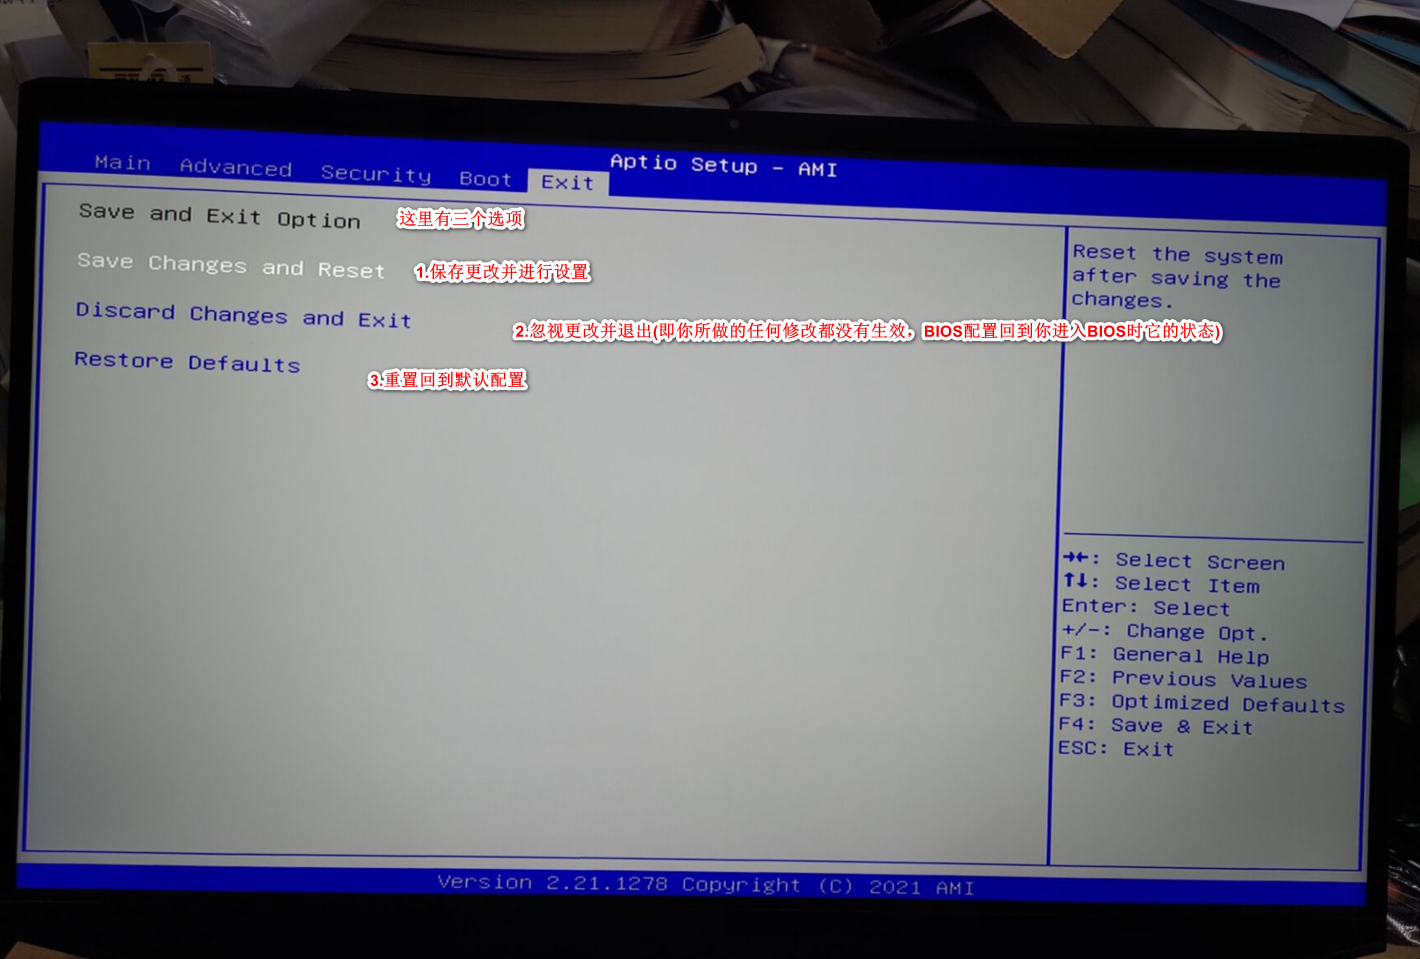 Aptio Setup - AMI
Main Advanced Security Boot Exit
Save and Exit Option 这里有三个选项
Save Changes and Reset 1.保存更改并进行设置
Discard Changes and Exit 2.忽视更改并退出(即你所做的任何修改都没有生效，BIOS配置回到你进入BIOS时它的状态)
Restore Defaults 3.重置回到默认配置
Reset the system
after saving the
changes.
→←: Select Screen
↑↓: Select Item
Enter: Select
+/-: Change Opt.
F1: General Help
F2: Previous Values
F3: Optimized Defaults
F4: Save & Exit
ESC: Exit
Version 2.21.1278 Copyright (C) 2021 AMI